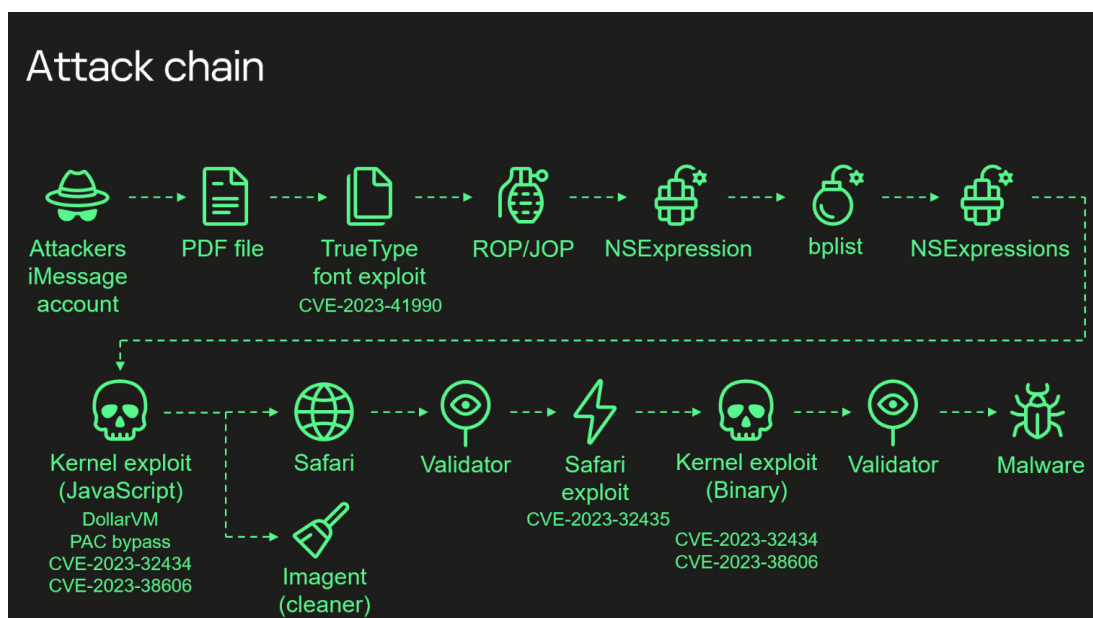 Attack chain
Attackers
iMessage
account
PDF file
TrueType
font exploit
CVE-2023-41990
ROP/JOP
NSExpression
bplist
NSExpressions
Kernel exploit
(JavaScript)
DollarVM
PAC bypass
CVE-2023-32434
CVE-2023-38606
Safari
Imagent
(cleaner)
Validator
Safari
exploit
CVE-2023-32435
Kernel exploit
(Binary)
CVE-2023-32434
CVE-2023-38606
Validator
Malware